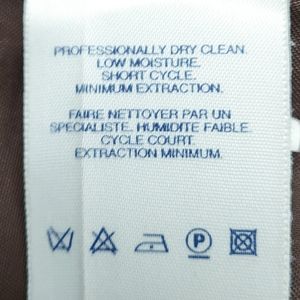 PROFESSIONALLY DRY CLEAN.
LOW MOISTURE.
SHORT CYCLE.
MINIMUM EXTRACTION.
FAIRE NETTOYER PAR UN
SPECIALISTE. HUMIDITE FAIBLE.
CYCLE COURT.
EXTRACTION MINIMUM.
P